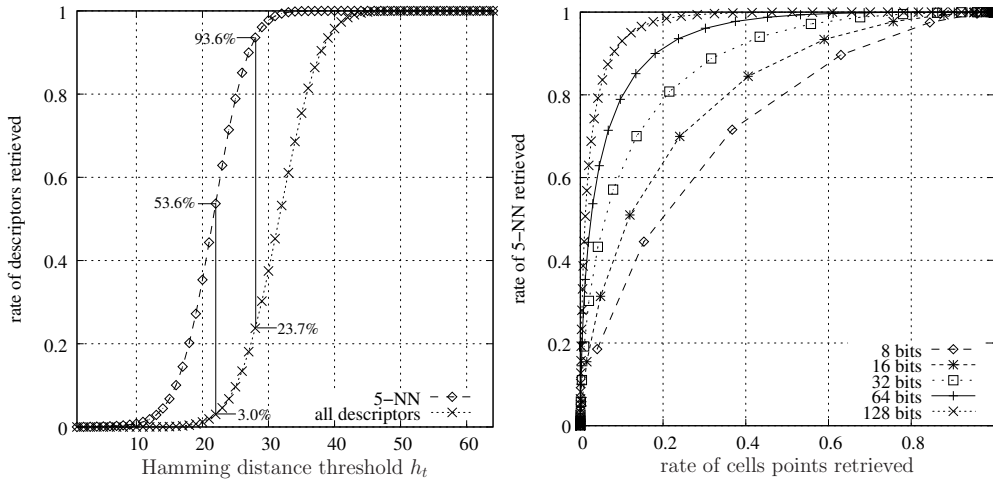 rate of descriptors retrieved
1
0.8
0.6
0.4
0.2
0
93.6%
53.6%
23.7%
3.0%
5−NN
all descriptors
10 20 30 40 50 60
Hamming distance threshold h_t
rate of 5−NN retrieved
1
0.8
0.6
0.4
0.2
0
8 bits
16 bits
32 bits
64 bits
128 bits
0 0.2 0.4 0.6 0.8
rate of cells points retrieved